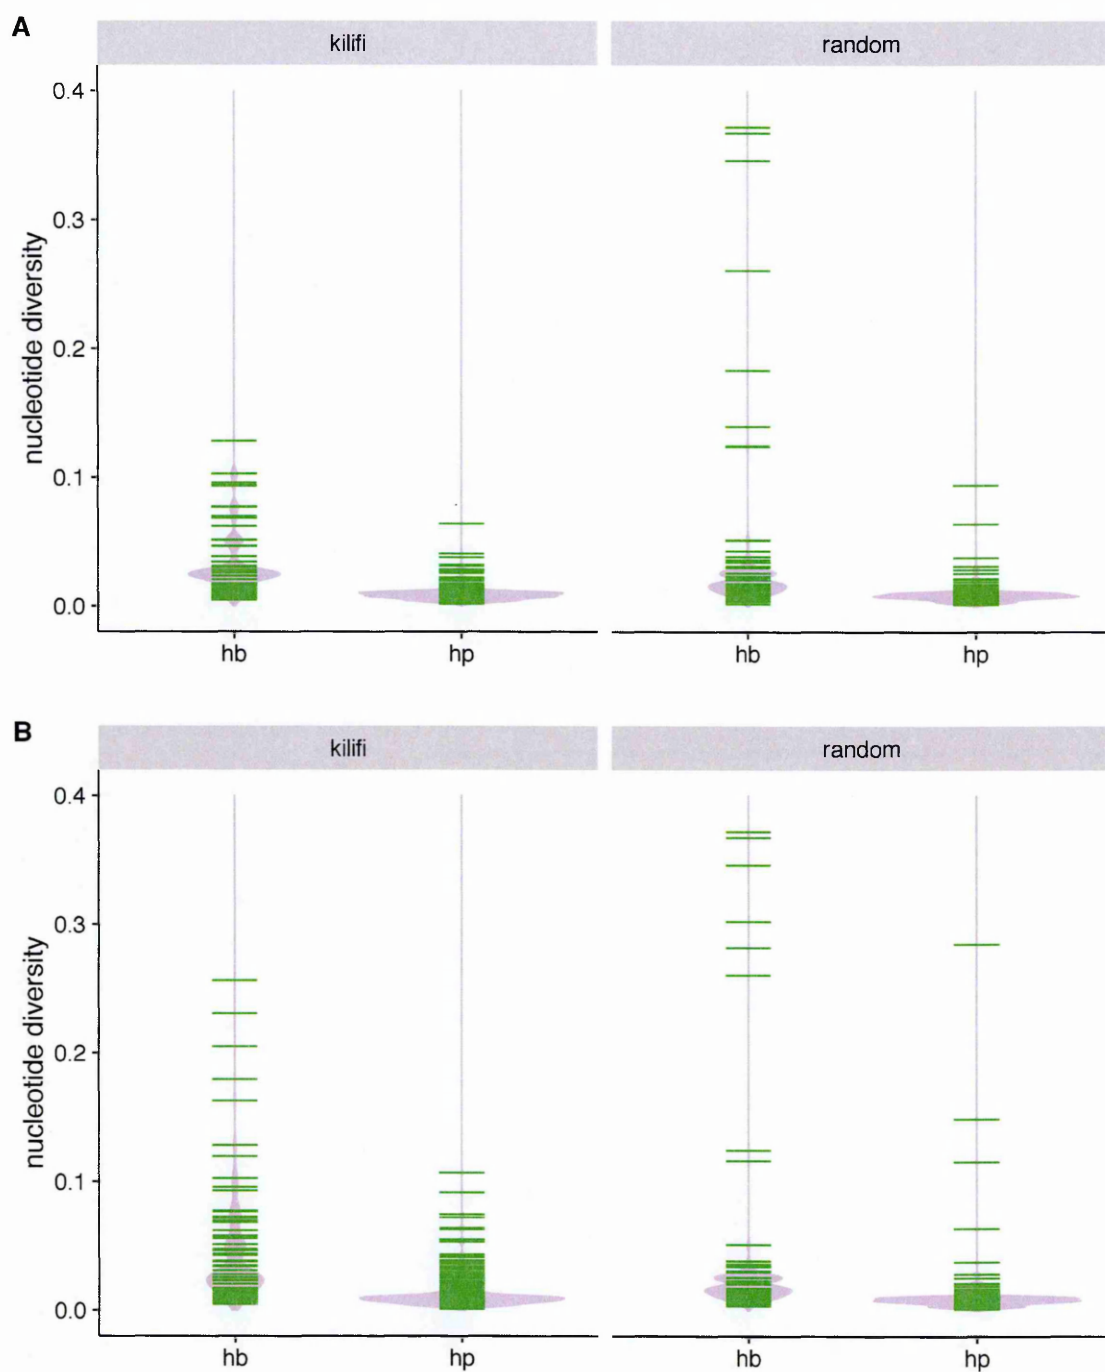 A
kilifi
random
nucleotide diversity
0.4
0.3
0.2
0.1
0.0
hb
hp
hb
hp
B
kilifi
random
nucleotide diversity
0.4
0.3
0.2
0.1
0.0
hb
hp
hb
hp